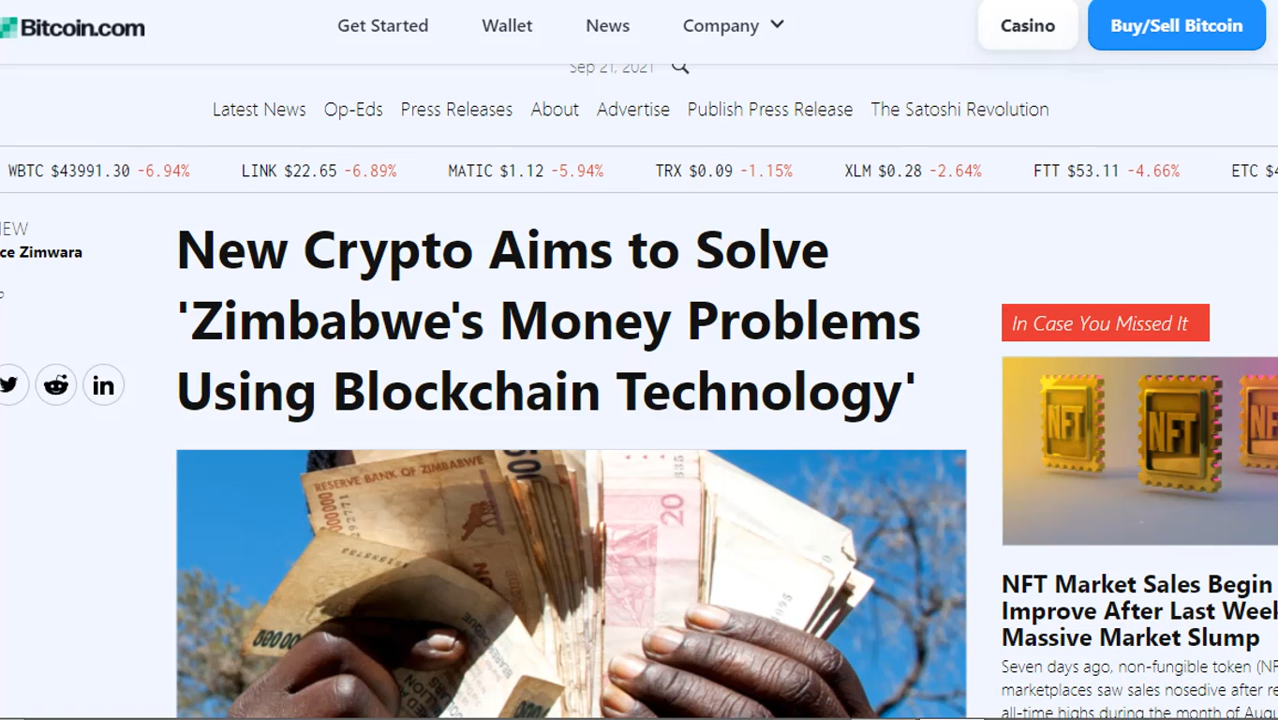 Bitcoin.com
Get Started Wallet News Company
Casino
Buy/Sell Bitcoin
Sep 21, 2021
Latest News Op-Eds Press Releases About Advertise Publish Press Release The Satoshi Revolution
WBTC $43991.30 -6.94% LINK $22.65 -6.89% MATIC $1.12 -5.94% TRX $0.09 -1.15% XLM $0.28 -2.64% FTT $53.11 -4.66% ETC
Zimwara
in
New Crypto Aims to Solve
'Zimbabwe's Money Problems
Using Blockchain Technology'
RESERVE BANK OF ZIMBABWE
20
In Case You Missed It
NFT
NFT
NFT Market Sales Begin
Improve After Last
Massive Market Slump
Seven days ago, non-fungible token
marketplaces saw sales nosedive after
all-time highs during the month of